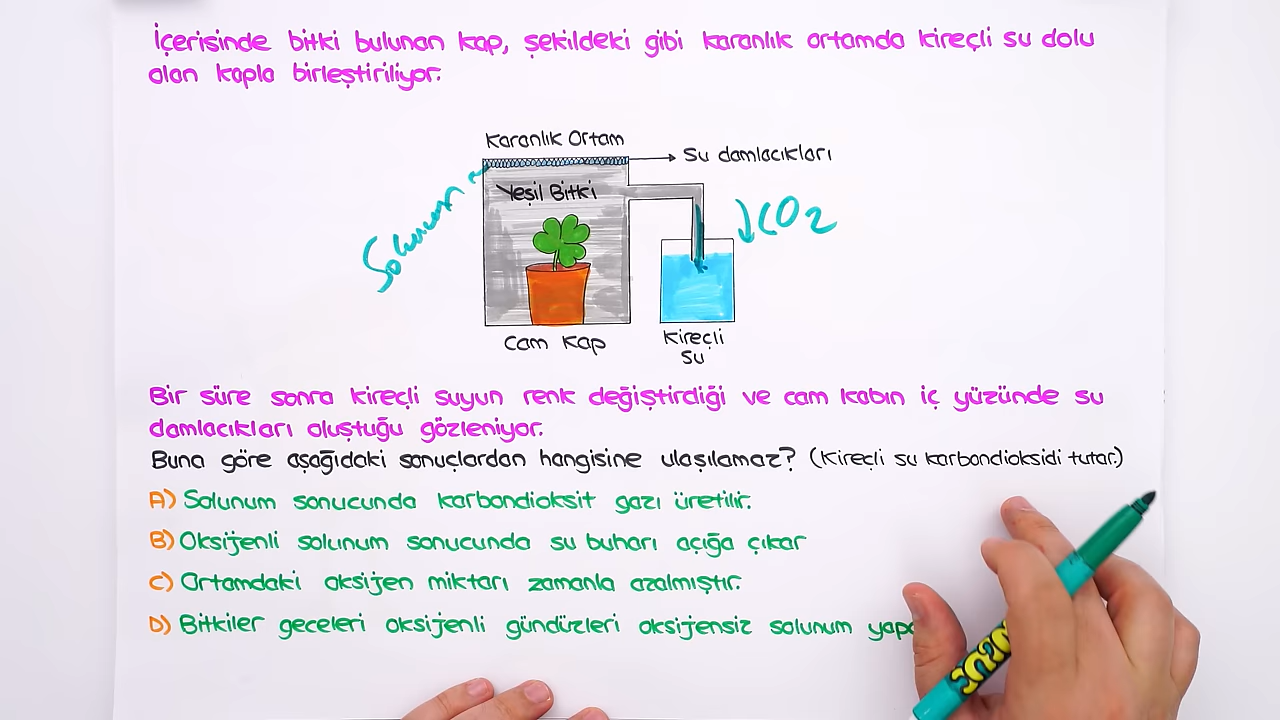 İçerisinde bitki bulunan kap, şekildeki gibi karanlık ortamda kireçli su dolu
olan kapla birleştiriliyor.
Karanlık Ortam
Su damlacıkları
Yeşil Bitki
Solunum
CO2
Cam Kap
Kireçli
Su
Bir süre sonra kireçli suyun renk değiştirdiği ve cam kabın iç yüzünde su
damlacıkları oluştuğu gözleniyor.
Buna göre aşağıdaki sonuçlardan hangisine ulaşılamaz? (Kireçli su karbondioksidi tutar.)
A) Solunum sonucunda karbondioksit gazı üretilir.
B) Oksijenli solunum sonucunda su buharı açığa çıkar
C) Ortamdaki oksijen miktarı zamanla azalmıştır.
D) Bitkiler geceleri oksijenli gündüzleri oksijensiz solunum